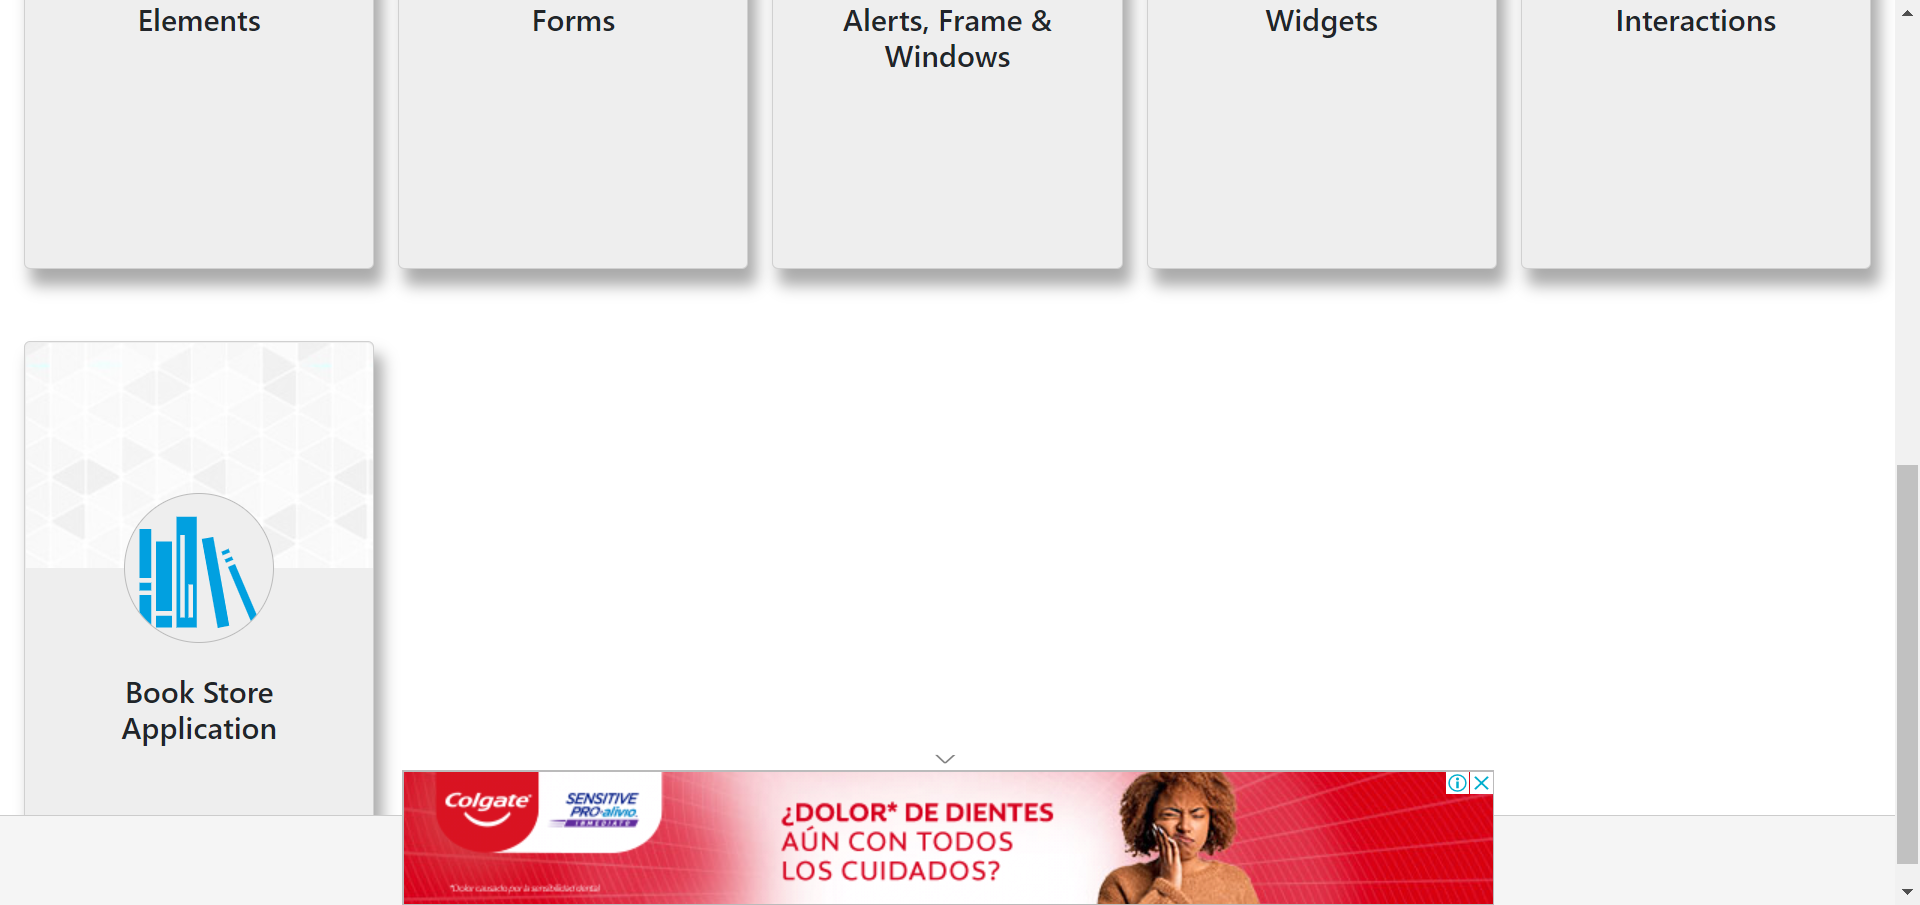 Elements
Forms
Alerts, Frame &
Windows
Widgets
Interactions
Book Store
Application
Colgate
SENSITIVE
PRO-alivio
INMEDIATO
¿DOLOR* DE DIENTES
AÚN CON TODOS
LOS CUIDADOS?
*Dolor causado por la sensibilidad dental